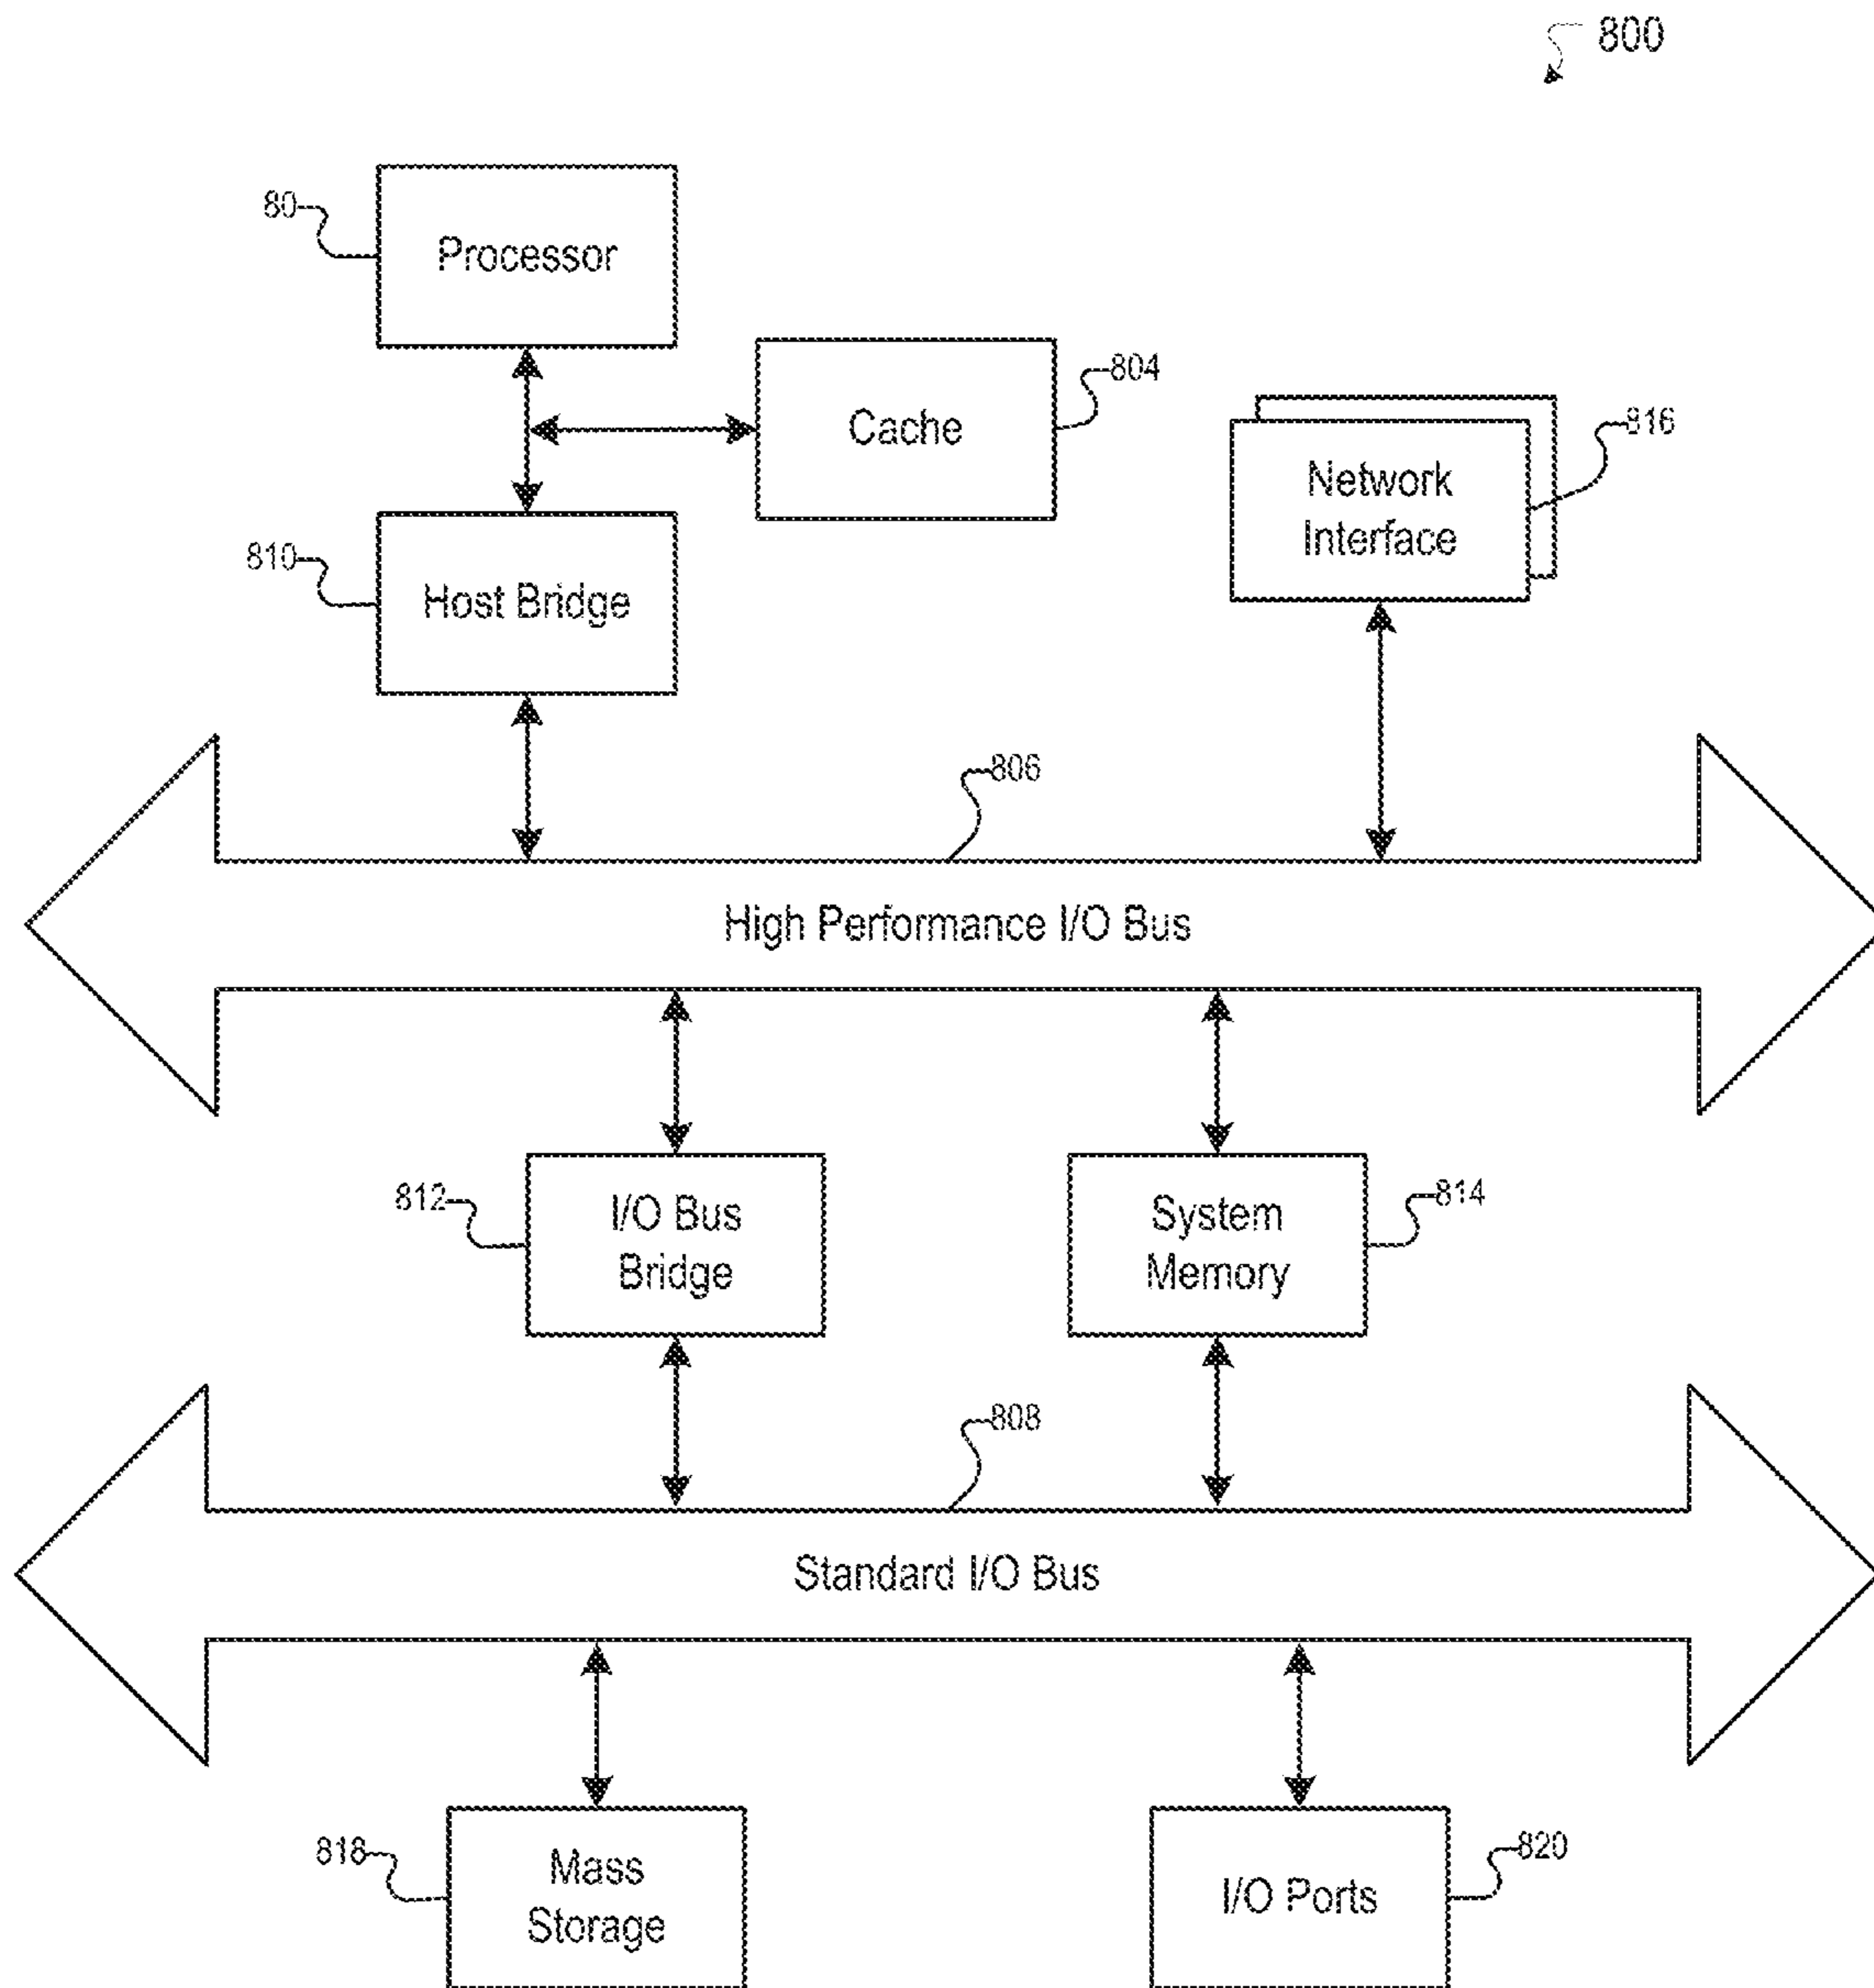 800
80
Processor
804
Cache
816
Network
Interface
810
Host Bridge
806
High Performance I/O Bus
812
I/O Bus
Bridge
814
System
Memory
808
Standard I/O Bus
818
Mass
Storage
820
I/O Ports